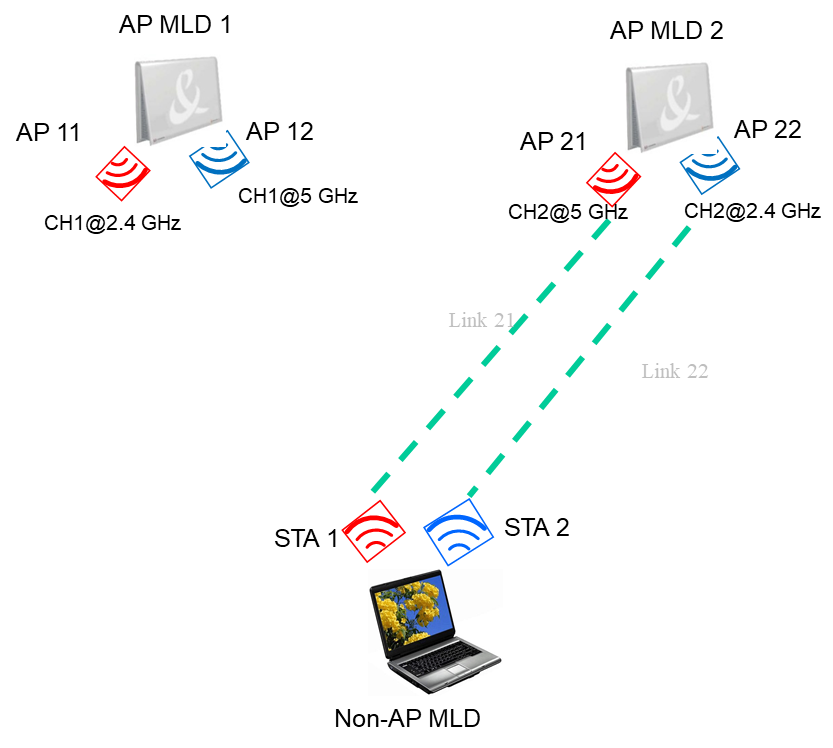 AP MLD 1
AP MLD 2
&
&
AP 11
AP 12
AP 21
AP 22
CH1@2.4 GHz
CH1@5 GHz
CH2@5 GHz
CH2@2.4 GHz
Link 21
Link 22
STA 1
STA 2
Non-AP MLD